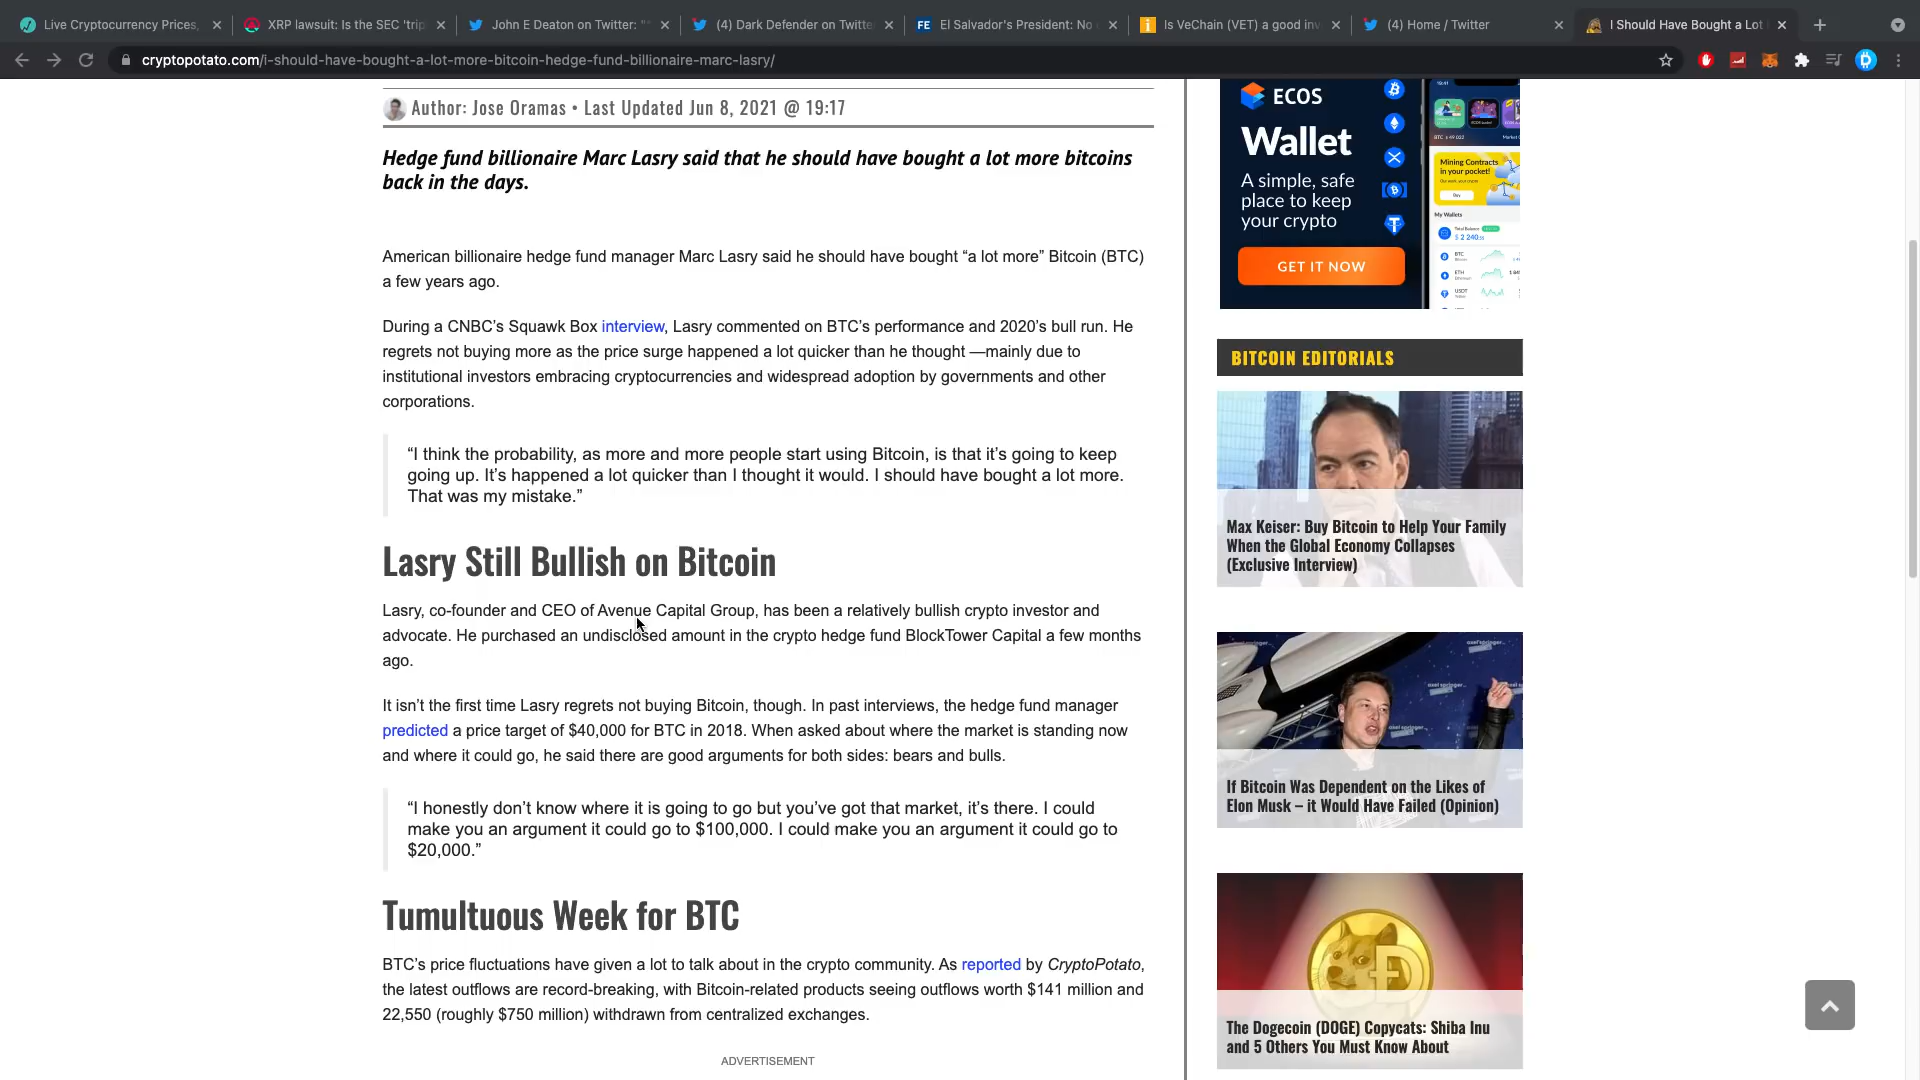 Live Cryptocurrency Prices,
XRP lawsuit: Is the SEC 'trip
John E Deaton on Twitter: "
(4) Dark Defender on Twitte
El Salvador's President: No
Is VeChain (VET) a good inv
(4) Home / Twitter
I Should Have Bought a Lot
cryptopotato.com/i-should-have-bought-a-lot-more-bitcoin-hedge-fund-billionaire-marc-lasry/
Author: Jose Oramas • Last Updated Jun 8, 2021 @ 19:17
Hedge fund billionaire Marc Lasry said that he should have bought a lot more bitcoins
back in the days.
American billionaire hedge fund manager Marc Lasry said he should have bought “a lot more” Bitcoin (BTC)
a few years ago.
During a CNBC’s Squawk Box interview, Lasry commented on BTC’s performance and 2020’s bull run. He
regrets not buying more as the price surge happened a lot quicker than he thought —mainly due to
institutional investors embracing cryptocurrencies and widespread adoption by governments and other
corporations.
“I think the probability, as more and more people start using Bitcoin, is that it’s going to keep
going up. It’s happened a lot quicker than I thought it would. I should have bought a lot more.
That was my mistake.”
Lasry Still Bullish on Bitcoin
Lasry, co-founder and CEO of Avenue Capital Group, has been a relatively bullish crypto investor and
advocate. He purchased an undisclosed amount in the crypto hedge fund BlockTower Capital a few months
ago.
It isn’t the first time Lasry regrets not buying Bitcoin, though. In past interviews, the hedge fund manager
predicted a price target of $40,000 for BTC in 2018. When asked about where the market is standing now
and where it could go, he said there are good arguments for both sides: bears and bulls.
“I honestly don’t know where it is going to go but you’ve got that market, it’s there. I could
make you an argument it could go to $100,000. I could make you an argument it could go to
$20,000.”
Tumultuous Week for BTC
BTC’s price fluctuations have given a lot to talk about in the crypto community. As reported by CryptoPotato,
the latest outflows are record-breaking, with Bitcoin-related products seeing outflows worth $141 million and
22,550 (roughly $750 million) withdrawn from centralized exchanges.
ADVERTISEMENT
ECOS
Wallet
A simple, safe
place to keep
your crypto
GET IT NOW
Mining Contracts
in your pocket!
Buy
My Wallets
Total Balance
$ 2 240
BTC
ETH
USDT
BITCOIN EDITORIALS
Max Keiser: Buy Bitcoin to Help Your Family
When the Global Economy Collapses
(Exclusive Interview)
axel springer
If Bitcoin Was Dependent on the Likes of
Elon Musk – it Would Have Failed (Opinion)
The Dogecoin (DOGE) Copycats: Shiba Inu
and 5 Others You Must Know About